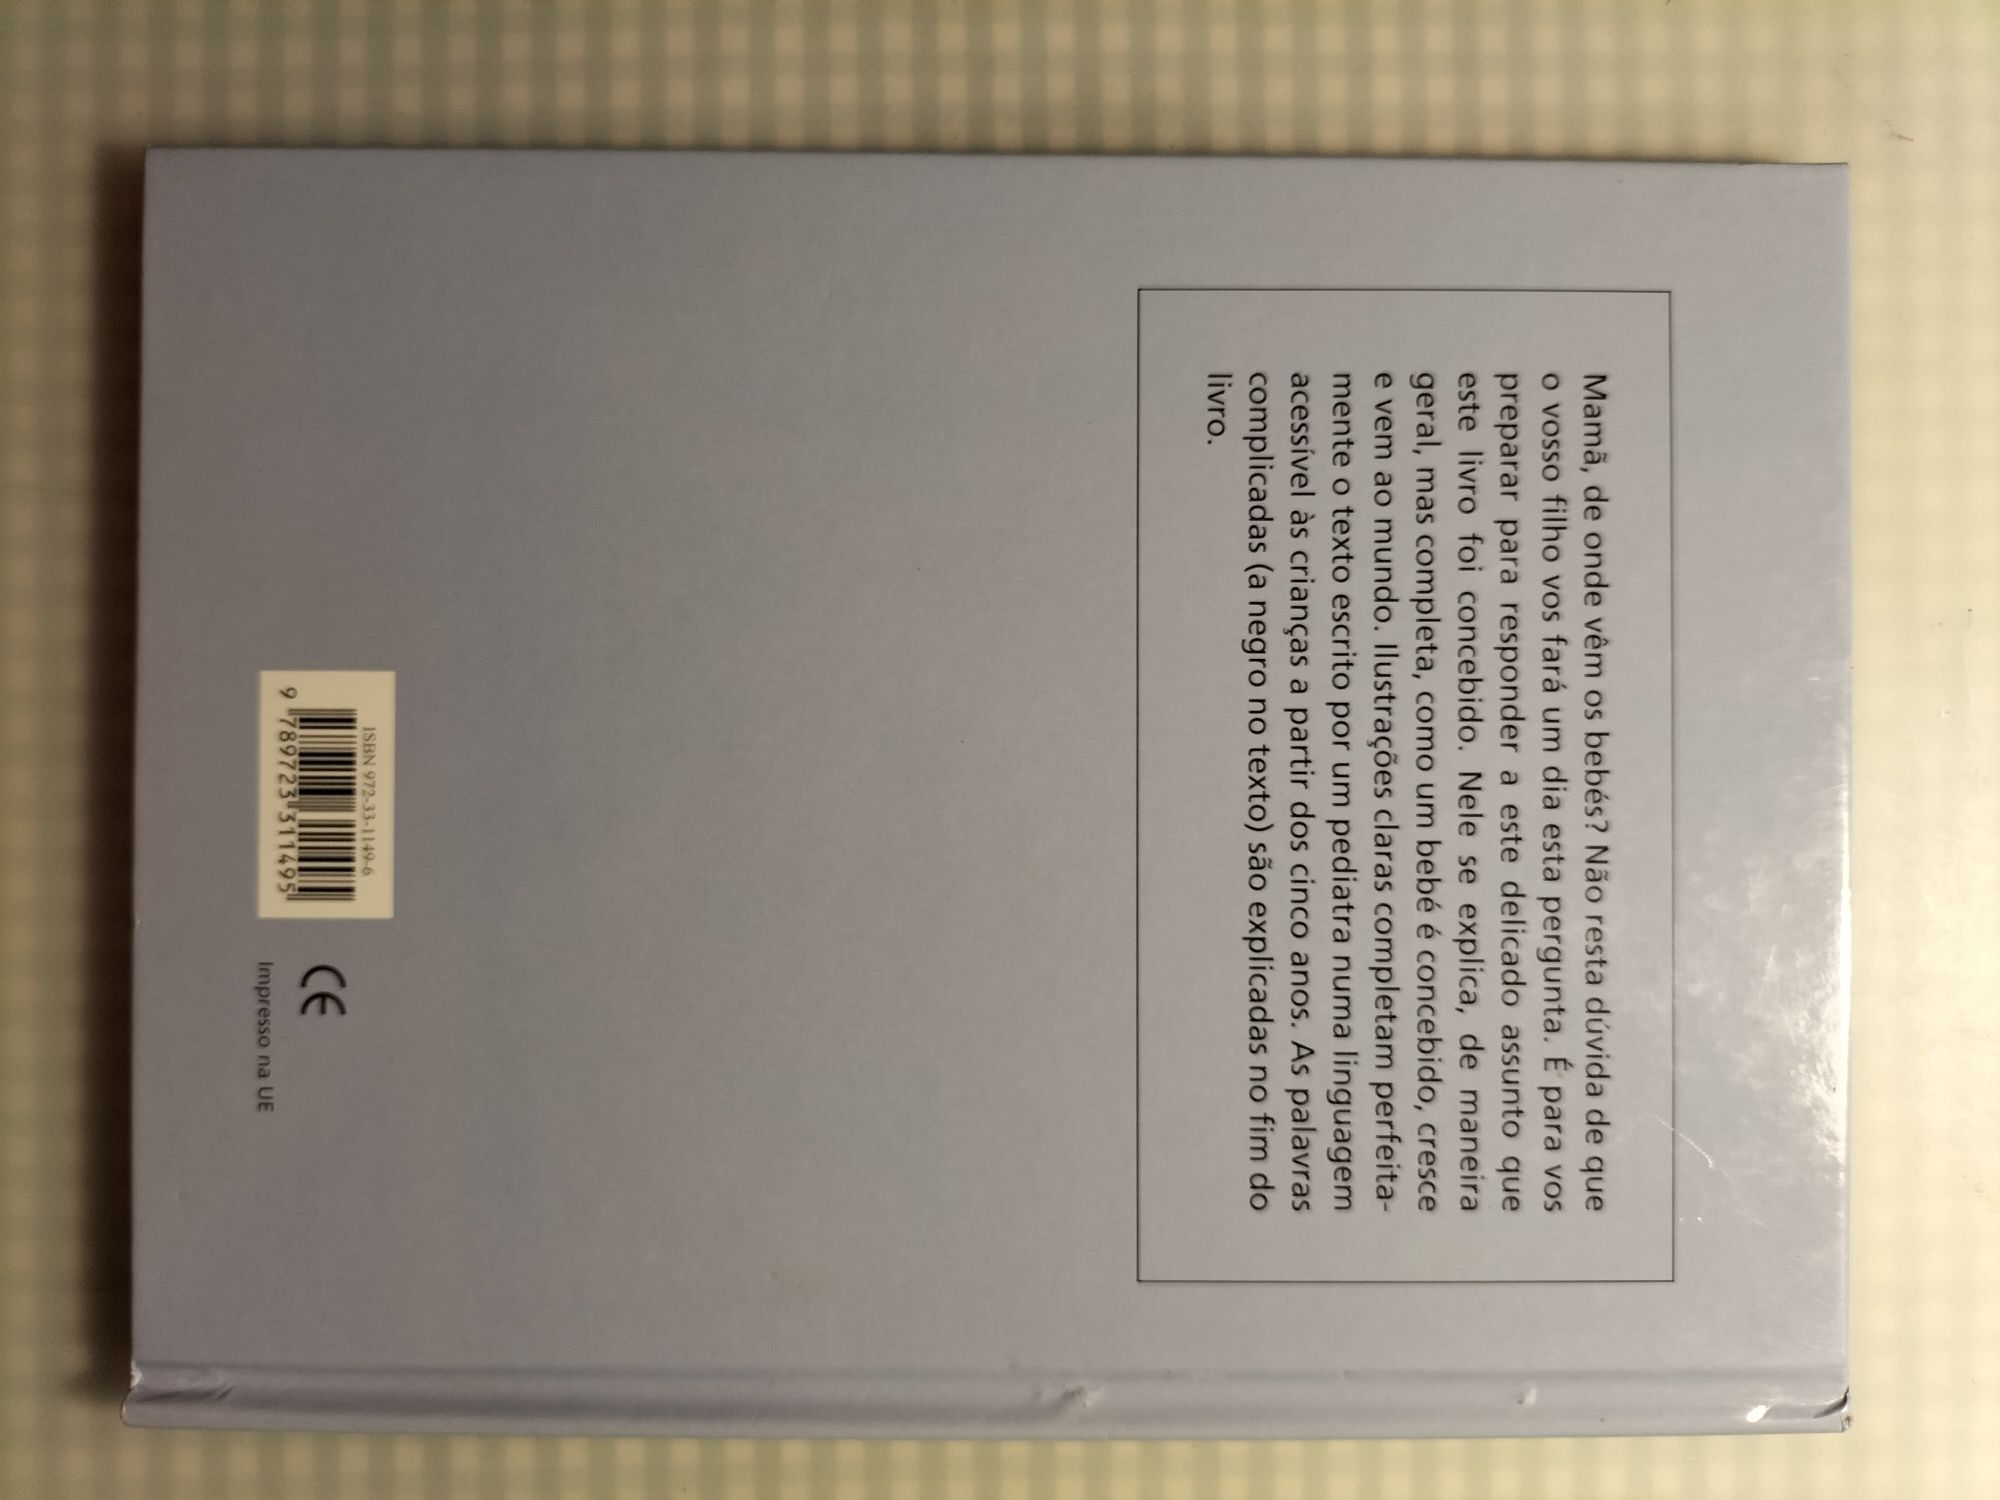 Mamã, de onde vêm os bebés? Não resta dúvida de que
o vosso filho vos fará um dia esta pergunta. É para vos
preparar para responder a este delicado assunto que
este livro foi concebido. Nele se explica, de maneira
geral, mas completa, como um bebé é concebido, cresce
e vem ao mundo. Ilustrações claras completam perfeita-
mente o texto escrito por um pediatra numa linguagem
acessível às crianças a partir dos cinco anos. As palavras
complicadas (a negro no texto) são explicadas no fim do
livro.
ISBN 972-33-1149-6
9 789723 311495
CE
Impresso na UE